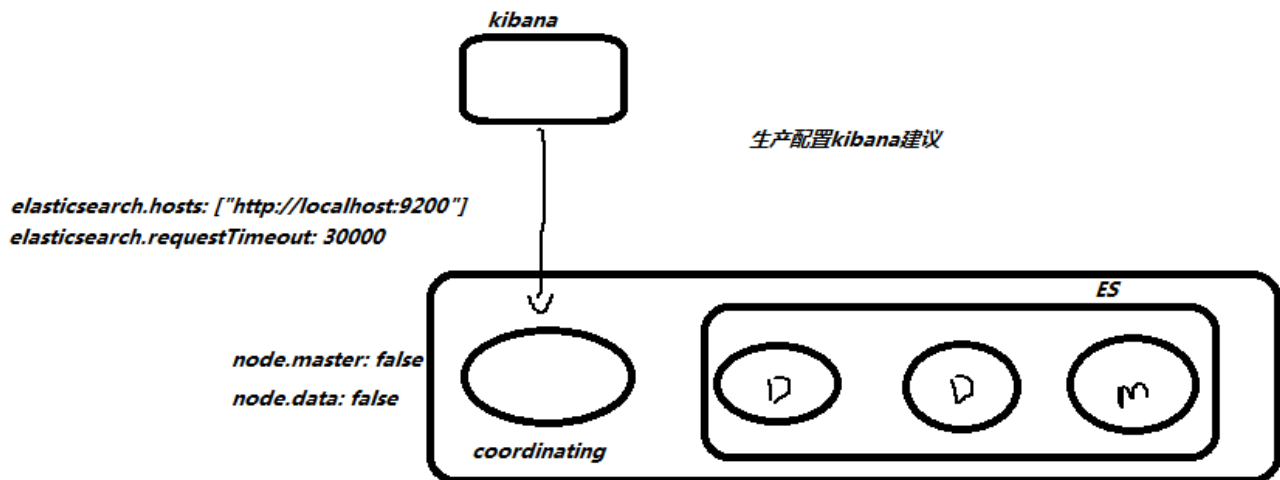 kibana
生产配置kibana建议
elasticsearch.hosts: ["http://localhost:9200"]
elasticsearch.requestTimeout: 30000
ES
node.master: false
node.data: false
D
D
m
coordinating